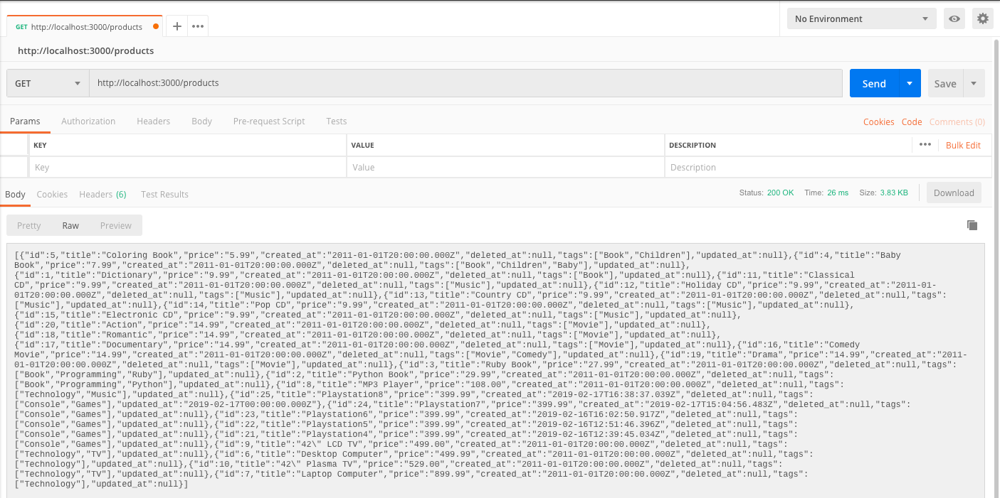 GET http://localhost:3000/products
No Environment
http://localhost:3000/products
GET http://localhost:3000/products Send Save
Params Authorization Headers Body Pre-request Script Tests Cookies Code Comments (0)
KEY VALUE DESCRIPTION Bulk Edit
Key Value Description
Body Cookies Headers (6) Test Results Status: 200 OK Time: 26 ms Size: 3.83 KB Download
Pretty Raw Preview
[{"id":5,"title":"Coloring Book","price":"5.99","created_at":"2011-01-01T20:00:00.000Z","deleted_at":null,"tags":["Book","Children"],"updated_at":null},{"id":4,"title":"Baby
Book","price":"7.99","created_at":"2011-01-01T20:00:00.000Z","deleted_at":null,"tags":["Book","Children","Baby"],"updated_at":null},
{"id":1,"title":"Dictionary","price":"9.99","created_at":"2011-01-01T20:00:00.000Z","deleted_at":null,"tags":["Book"],"updated_at":null},{"id":11,"title":"Classical
CD","price":"9.99","created_at":"2011-01-01T20:00:00.000Z","deleted_at":null,"tags":["Music"],"updated_at":null},{"id":12,"title":"Holiday CD","price":"9.99","created_at":"2011-01-
01T20:00:00.000Z","deleted_at":null,"tags":["Music"],"updated_at":null},{"id":13,"title":"Country CD","price":"9.99","created_at":"2011-01-01T20:00:00.000Z","deleted_at":null,"tags":
["Music"],"updated_at":null},{"id":14,"title":"Pop CD","price":"9.99","created_at":"2011-01-01T20:00:00.000Z","deleted_at":null,"tags":["Music"],"updated_at":null},
{"id":15,"title":"Electronic CD","price":"9.99","created_at":"2011-01-01T20:00:00.000Z","deleted_at":null,"tags":["Music"],"updated_at":null},
{"id":20,"title":"Action","price":"14.99","created_at":"2011-01-01T20:00:00.000Z","deleted_at":null,"tags":["Movie"],"updated_at":null},
{"id":18,"title":"Romantic","price":"14.99","created_at":"2011-01-01T20:00:00.000Z","deleted_at":null,"tags":["Movie"],"updated_at":null},
{"id":17,"title":"Documentary","price":"14.99","created_at":"2011-01-01T20:00:00.000Z","deleted_at":null,"tags":["Movie"],"updated_at":null},{"id":16,"title":"Comedy
Movie","price":"14.99","created_at":"2011-01-01T20:00:00.000Z","deleted_at":null,"tags":["Movie","Comedy"],"updated_at":null},{"id":19,"title":"Drama","price":"14.99","created_at":"2011-
01-01T20:00:00.000Z","deleted_at":null,"tags":["Movie"],"updated_at":null},{"id":3,"title":"Ruby Book","price":"27.99","created_at":"2011-01-01T20:00:00.000Z","deleted_at":null,"tags":
["Book","Programming","Ruby"],"updated_at":null},{"id":2,"title":"Python Book","price":"29.99","created_at":"2011-01-01T20:00:00.000Z","deleted_at":null,"tags":
["Book","Programming","Python"],"updated_at":null},{"id":8,"title":"MP3 Player","price":"108.00","created_at":"2011-01-01T20:00:00.000Z","deleted_at":null,"tags":
["Technology","Music"],"updated_at":null},{"id":25,"title":"Playstation8","price":"399.99","created_at":"2019-02-17T16:38:37.039Z","deleted_at":null,"tags":
["Console","Games"],"updated_at":"2019-02-17T00:00:00.000Z"},{"id":24,"title":"Playstation7","price":"399.99","created_at":"2019-02-17T15:04:56.483Z","deleted_at":null,"tags":
["Console","Games"],"updated_at":null},{"id":23,"title":"Playstation6","price":"399.99","created_at":"2019-02-16T16:02:50.917Z","deleted_at":null,"tags":
["Console","Games"],"updated_at":null},{"id":22,"title":"Playstation5","price":"399.99","created_at":"2019-02-16T12:51:46.396Z","deleted_at":null,"tags":
["Console","Games"],"updated_at":null},{"id":21,"title":"Playstation4","price":"399.99","created_at":"2019-02-16T12:39:45.034Z","deleted_at":null,"tags":
["Console","Games"],"updated_at":null},{"id":9,"title":"42\" LCD TV","price":"499.00","created_at":"2011-01-01T20:00:00.000Z","deleted_at":null,"tags":
["Technology","TV"],"updated_at":null},{"id":6,"title":"Desktop Computer","price":"499.99","created_at":"2011-01-01T20:00:00.000Z","deleted_at":null,"tags":
["Technology"],"updated_at":null},{"id":10,"title":"42\" Plasma TV","price":"529.00","created_at":"2011-01-01T20:00:00.000Z","deleted_at":null,"tags":
["Technology","TV"],"updated_at":null},{"id":7,"title":"Laptop Computer","price":"899.99","created_at":"2011-01-01T20:00:00.000Z","deleted_at":null,"tags":
["Technology"],"updated_at":null}]